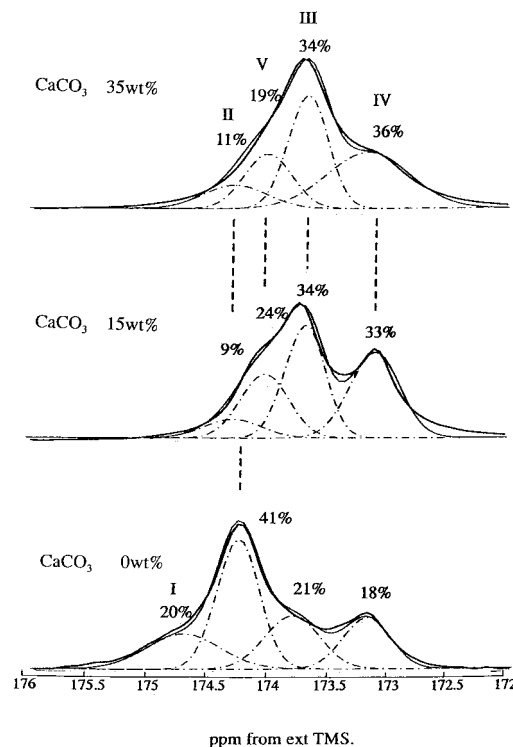 III
34%
V
19%
CaCO₃ 35wt%
II
11%
IV
36%
34%
24%
CaCO₃ 15wt%
9%
33%
41%
CaCO₃ 0wt%
I
20%
21%
18%
176 175.5 175 174.5 174 173.5 173 172.5 172
ppm from ext TMS.